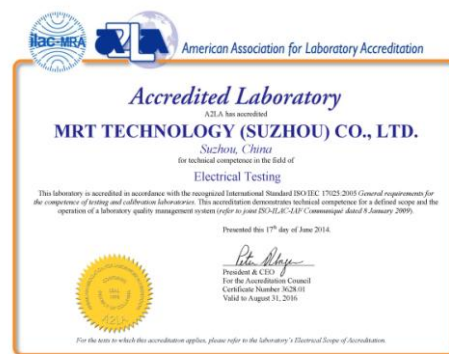 ilac-MRA
A2LA
American Association for Laboratory Accreditation
Accredited Laboratory
A2LA has accredited
MRT TECHNOLOGY (SUZHOU) CO., LTD.
Suzhou, China
for technical competence in the field of
Electrical Testing
This laboratory is accredited in accordance with the recognized International Standard ISO/IEC 17025:2005 General requirements for
the competence of testing and calibration laboratories. This accreditation demonstrates technical competence for a defined scope and the
operation of a laboratory quality management system (refer to joint ISO-ILAC-IAF Communiqué dated 8 January 2009).
Presented this 17th day of June 2014.
President & CEO
For the Accreditation Council
Certificate Number 3628.01
Valid to August 31, 2016
A2LA
For the tests to which this accreditation applies, please refer to the laboratory's Electrical Scope of Accreditation.